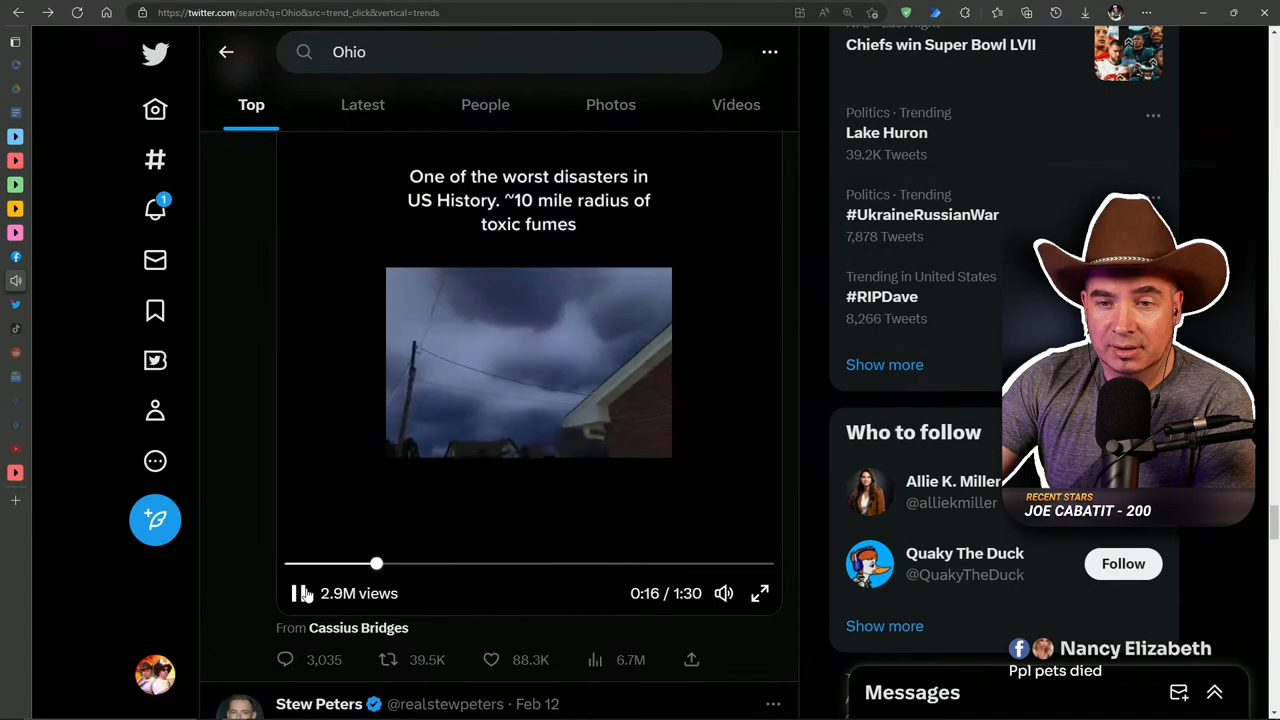 https://twitter.com/search?q=Ohio&src=trend_click&vertical=trends
Ohio
Top
Latest
People
Photos
Videos
One of the worst disasters in
US History. ~10 mile radius of
toxic fumes
2.9M views
0:16 / 1:30
From Cassius Bridges
3,035
39.5K
88.3K
6.7M
Stew Peters @realstewpeters · Feb 12
1
Chiefs win Super Bowl LVII
Politics · Trending
Lake Huron
39.2K Tweets
Politics · Trending
#UkraineRussianWar
7,878 Tweets
Trending in United States
#RIPDave
8,266 Tweets
Show more
Who to follow
Allie K. Miller
@alliekmiller
Quaky The Duck
@QuakyTheDuck
Follow
Show more
RECENT STARS
JOE CABATIT - 200
Nancy Elizabeth
Ppl pets died
Messages